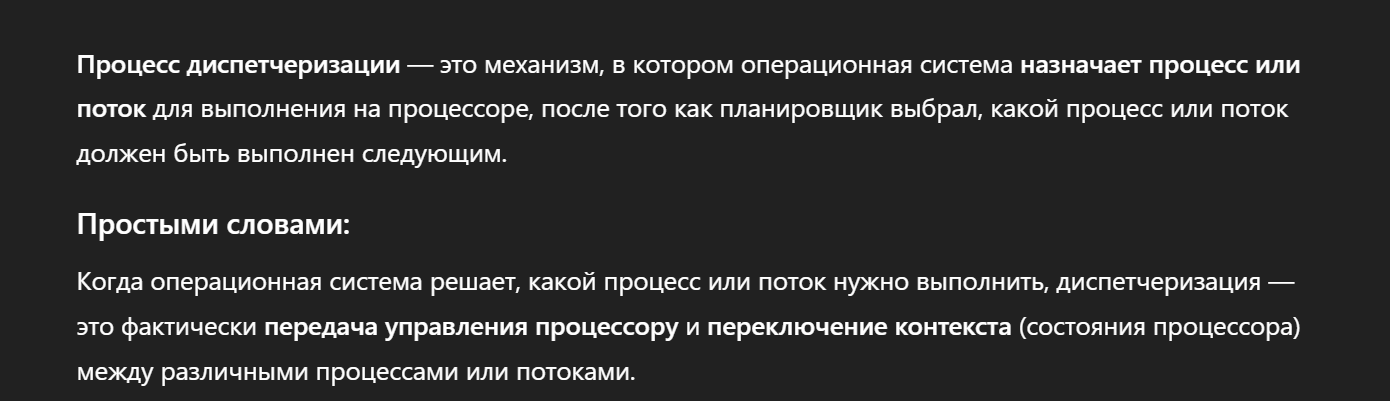 Процесс диспетчеризации — это механизм, в котором операционная система назначает процесс или
поток для выполнения на процессоре, после того как планировщик выбрал, какой процесс или поток
должен быть выполнен следующим.
Простыми словами:
Когда операционная система решает, какой процесс или поток нужно выполнить, диспетчеризация —
это фактически передача управления процессору и переключение контекста (состояния процессора)
между различными процессами или потоками.